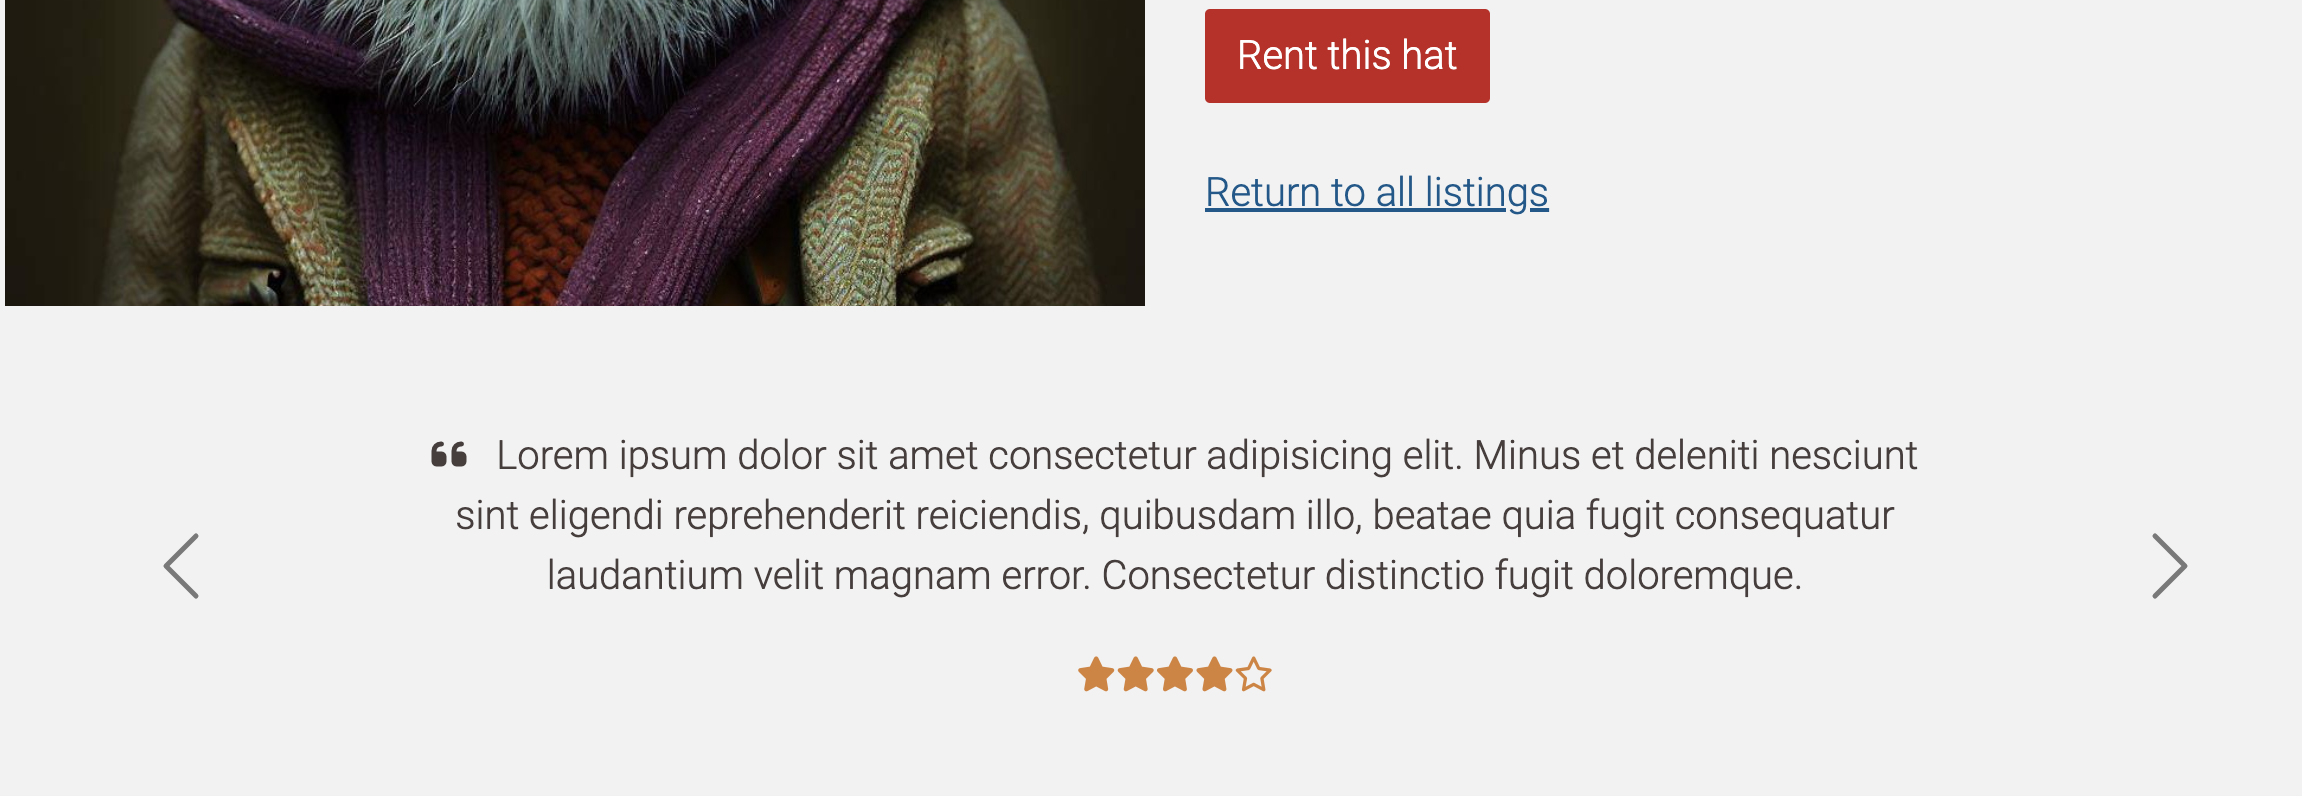 Rent this hat
Return to all listings
“ Lorem ipsum dolor sit amet consectetur adipisicing elit. Minus et deleniti nesciunt
sint eligendi reprehenderit reiciendis, quibusdam illo, beatae quia fugit consequatur
laudantium velit magnam error. Consectetur distinctio fugit doloremque.